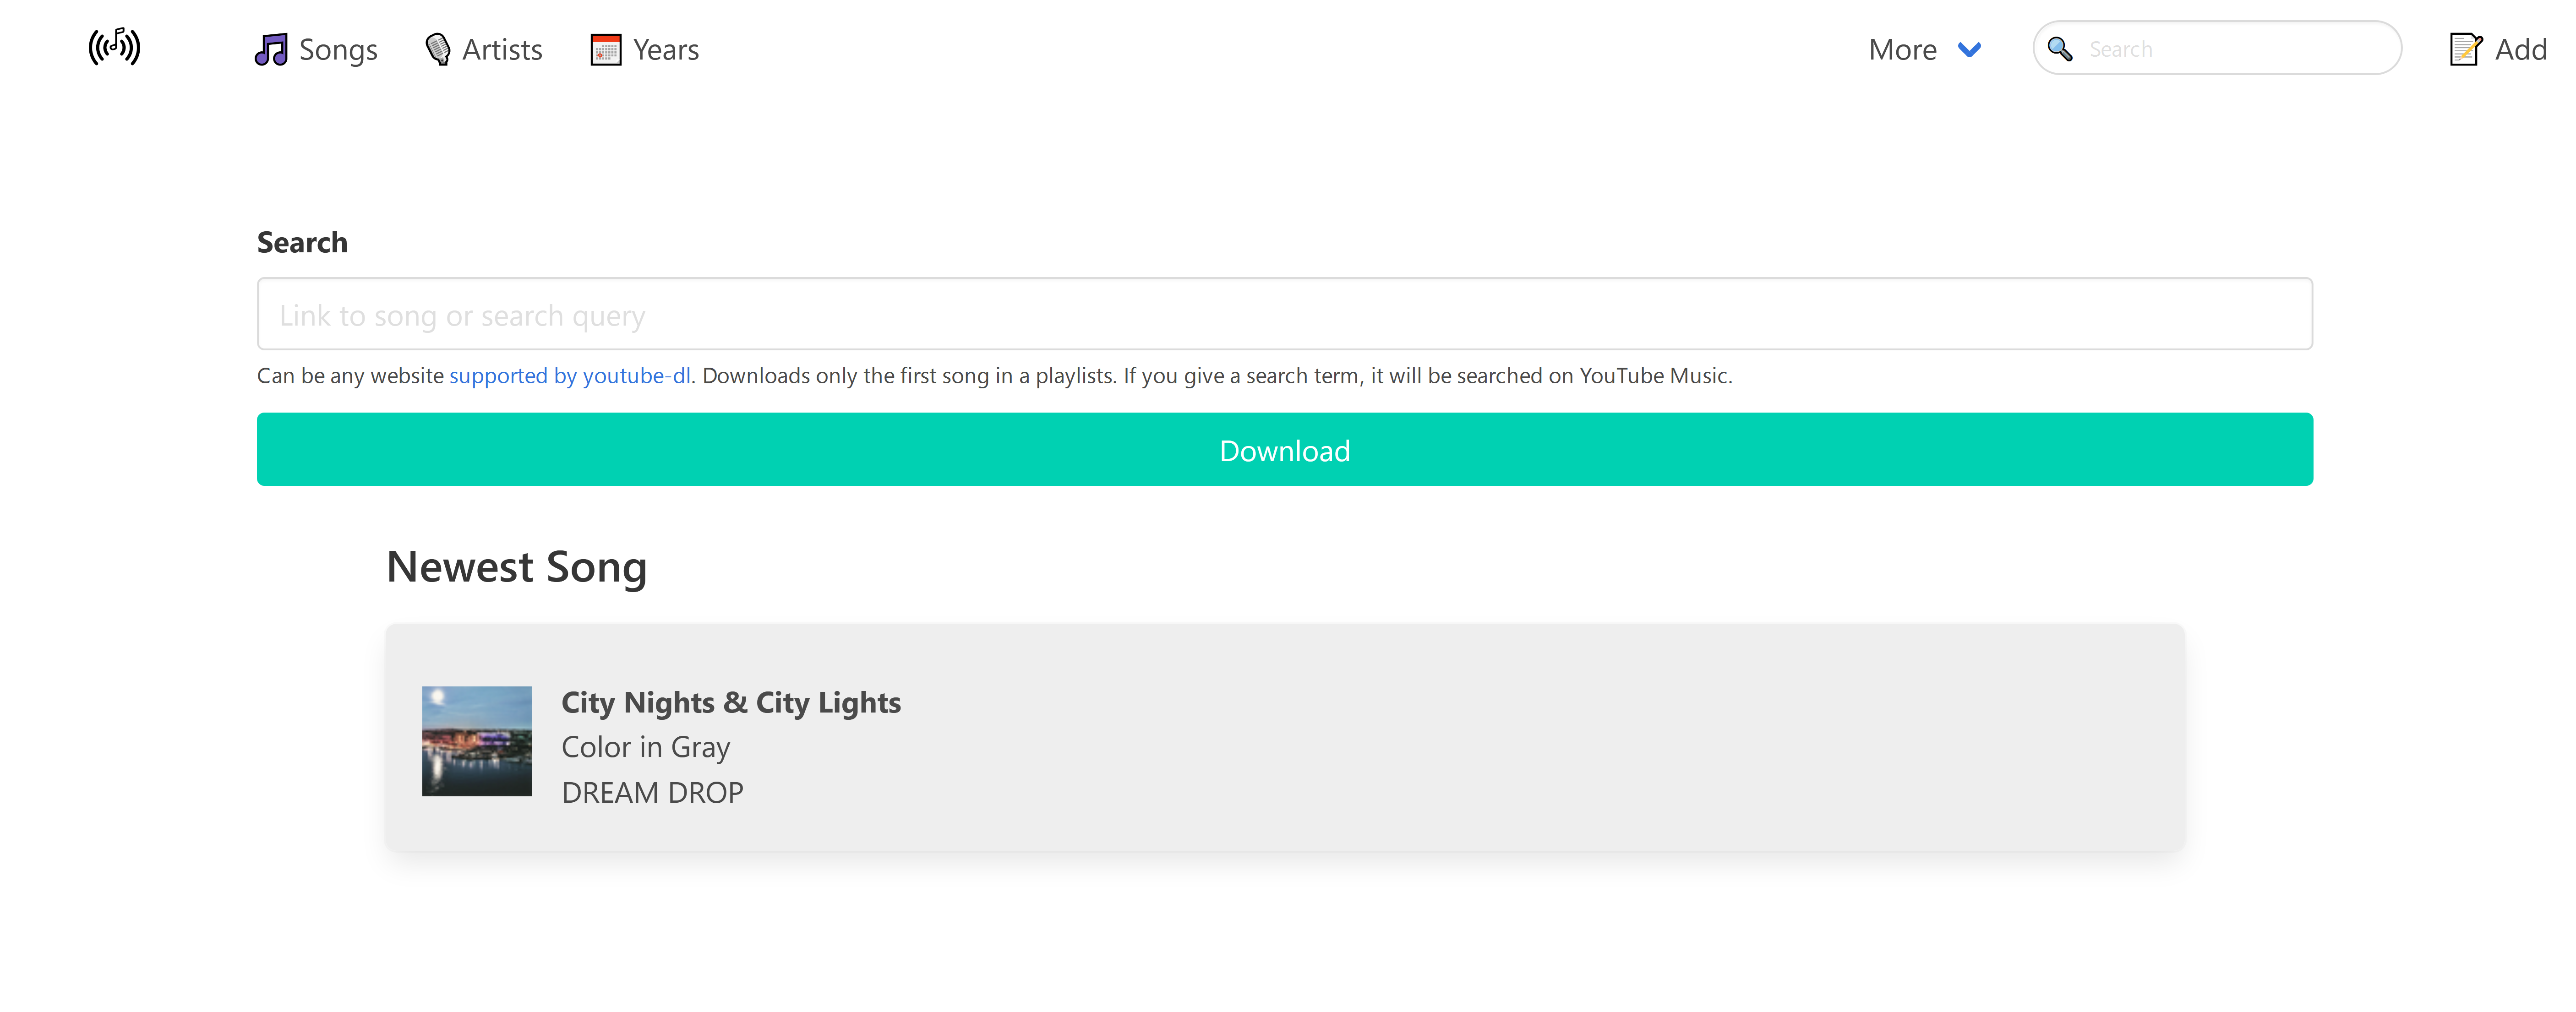 Songs Artists Years More Search Add
Search
Link to song or search query
Can be any website supported by youtube-dl. Downloads only the first song in a playlists. If you give a search term, it will be searched on YouTube Music.
Download
Newest Song
City Nights & City Lights
Color in Gray
DREAM DROP